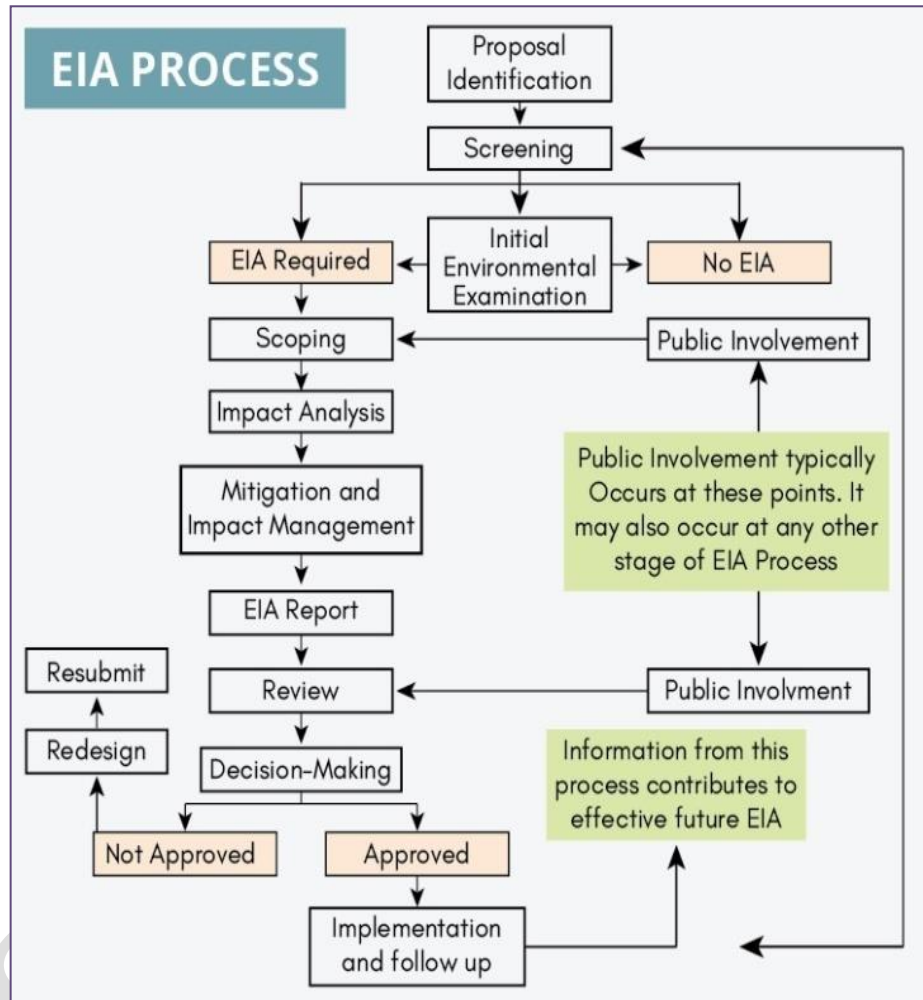 EIA PROCESS
Proposal
Identification
Screening
EIA Required
Initial
Environmental
Examination
No EIA
Scoping
Public Involvement
Impact Analysis
Public Involvement typically
Occurs at these points. It
may also occur at any other
stage of EIA Process
Mitigation and
Impact Management
EIA Report
Resubmit
Review
Public Involvment
Redesign
Decision-Making
Information from this
process contributes to
effective future EIA
Not Approved
Approved
Implementation
and follow up